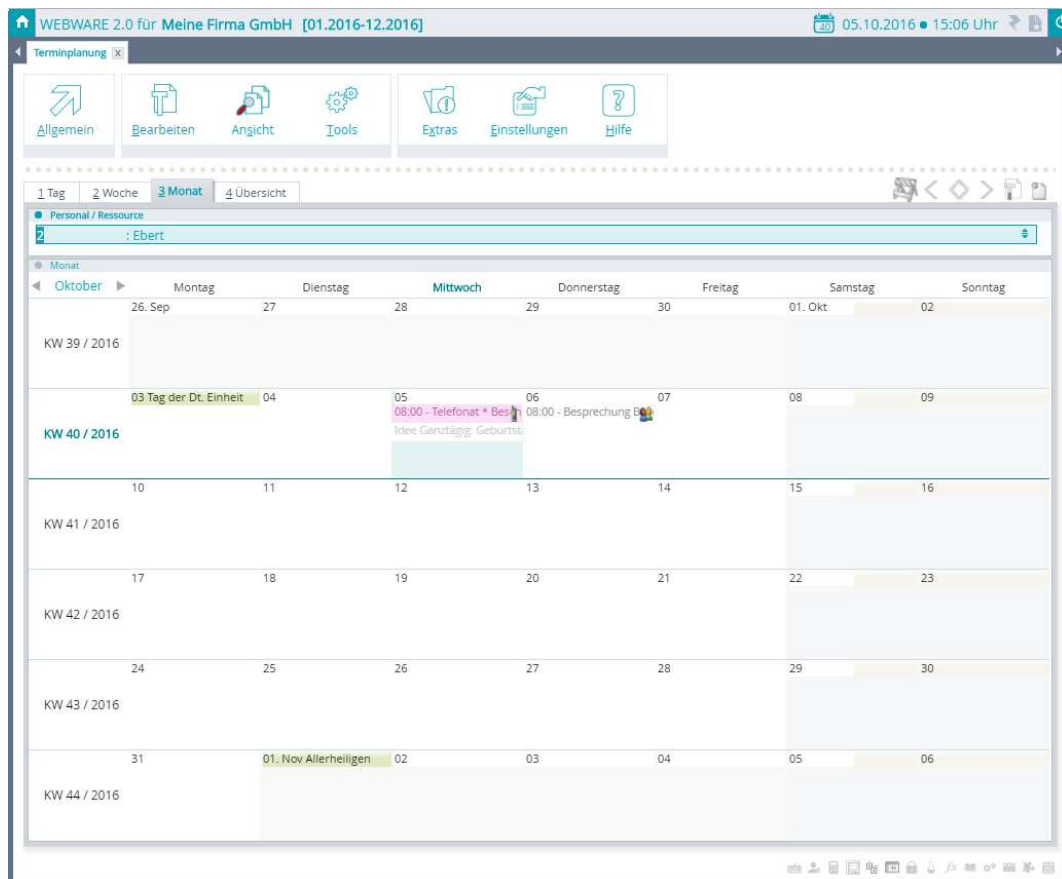 WEBWARE 2.0 für Meine Firma GmbH [01.2016-12.2016] 40 05.10.2016 • 15:06 Uhr
Terminplanung X
Allgemein Bearbeiten Ansicht Tools Extras Einstellungen Hilfe
1 Tag 2 Woche 3 Monat 4 Übersicht
Personal / Ressource
2 : Ebert
Monat
Oktober Montag Dienstag Mittwoch Donnerstag Freitag Samstag Sonntag
26. Sep 27 28 29 30 01. Okt 02
KW 39 / 2016
03 Tag der Dt. Einheit 04 05 06 07 08 09
08:00 - Telefonat * 08:00 - Besprechung
Idee Ganztägig: Geburtst
KW 40 / 2016
10 11 12 13 14 15 16
KW 41 / 2016
17 18 19 20 21 22 23
KW 42 / 2016
24 25 26 27 28 29 30
KW 43 / 2016
31 01. Nov Allerheiligen 02 03 04 05 06
KW 44 / 2016
fx